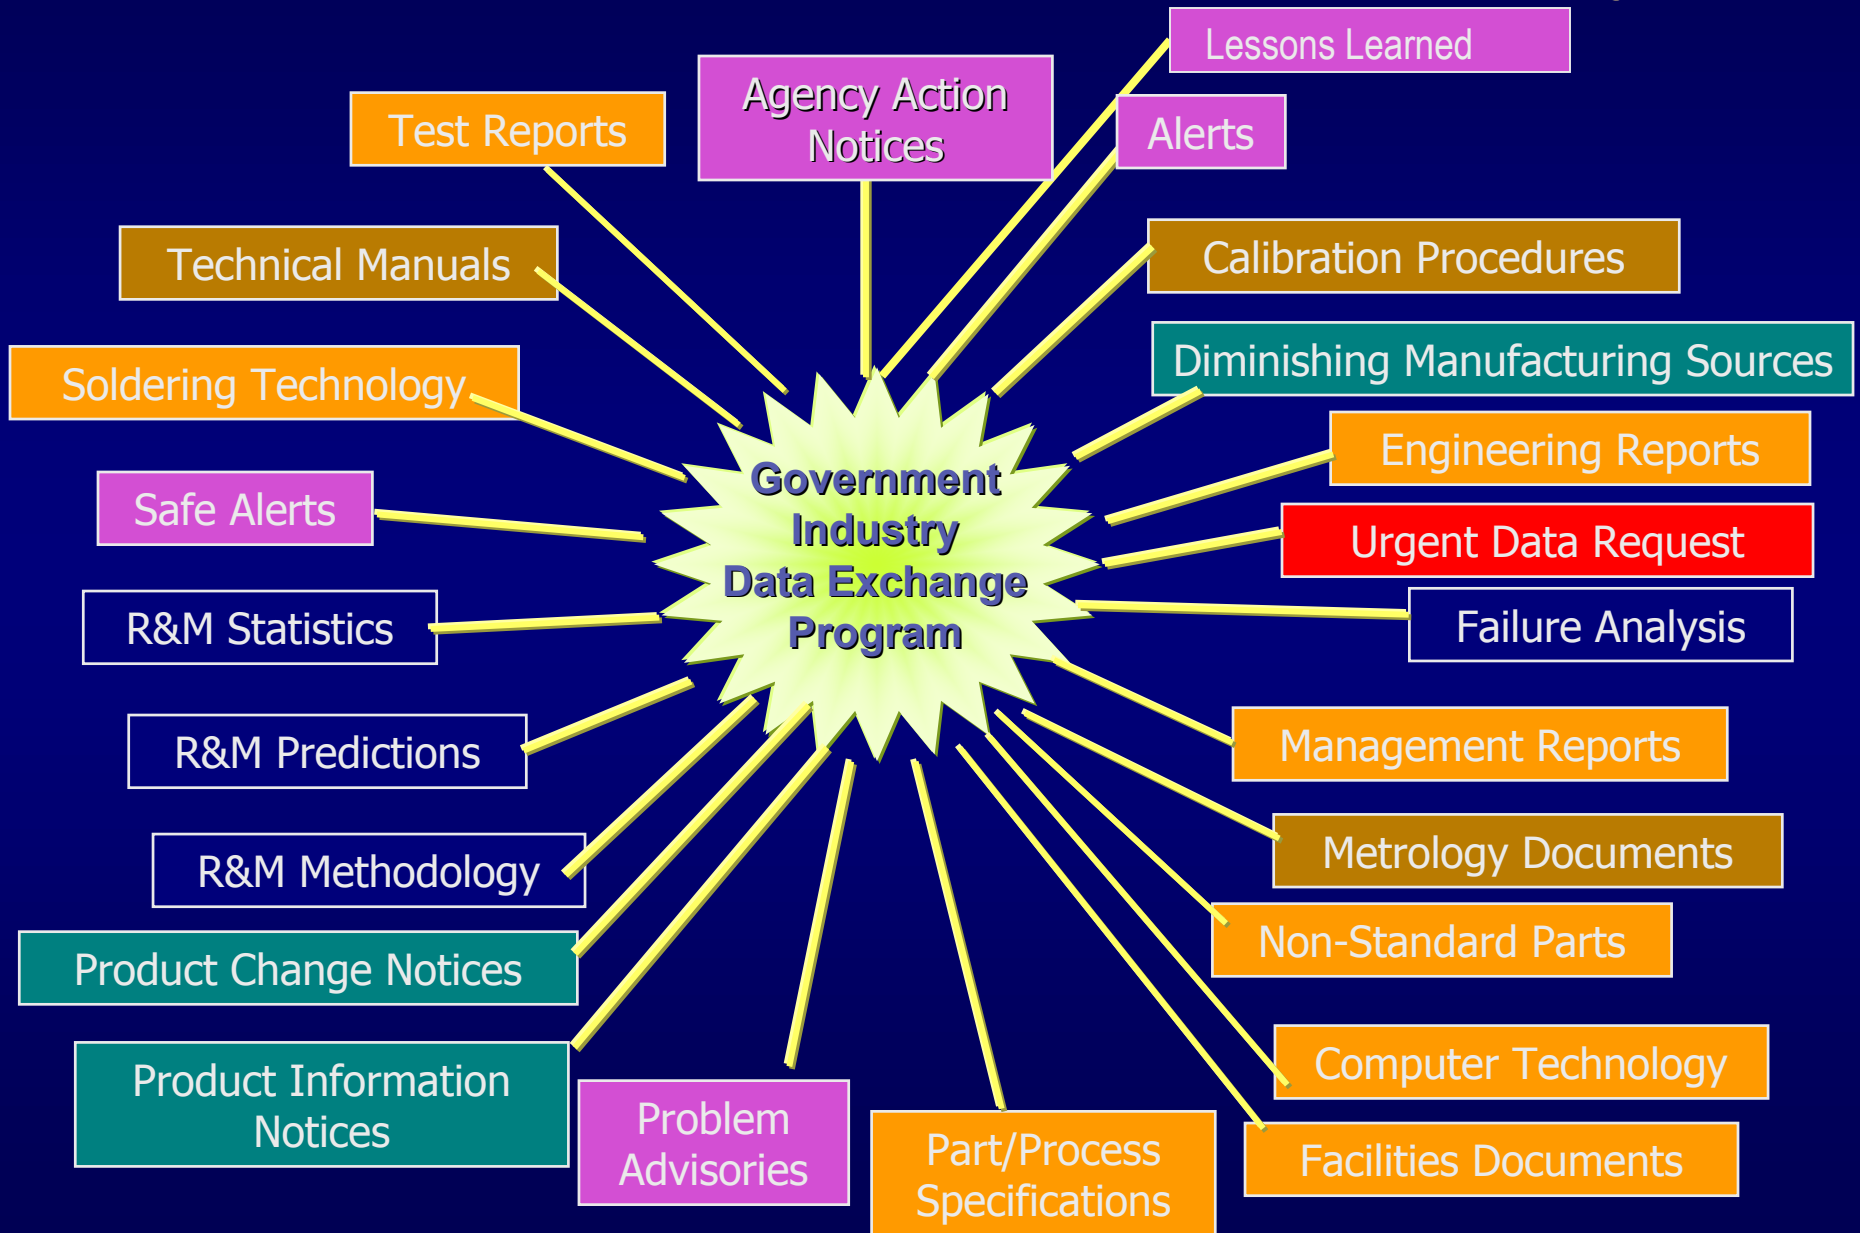 Lessons Learned
Agency Action
Notices
Test Reports
Alerts
Technical Manuals
Calibration Procedures
Diminishing Manufacturing Sources
Soldering Technology
Engineering Reports
Government
Industry
Data Exchange
Program
Safe Alerts
Urgent Data Request
R&M Statistics
Failure Analysis
R&M Predictions
Management Reports
R&M Methodology
Metrology Documents
Non-Standard Parts
Product Change Notices
Computer Technology
Product Information
Notices
Problem
Advisories
Part/Process
Specifications
Facilities Documents